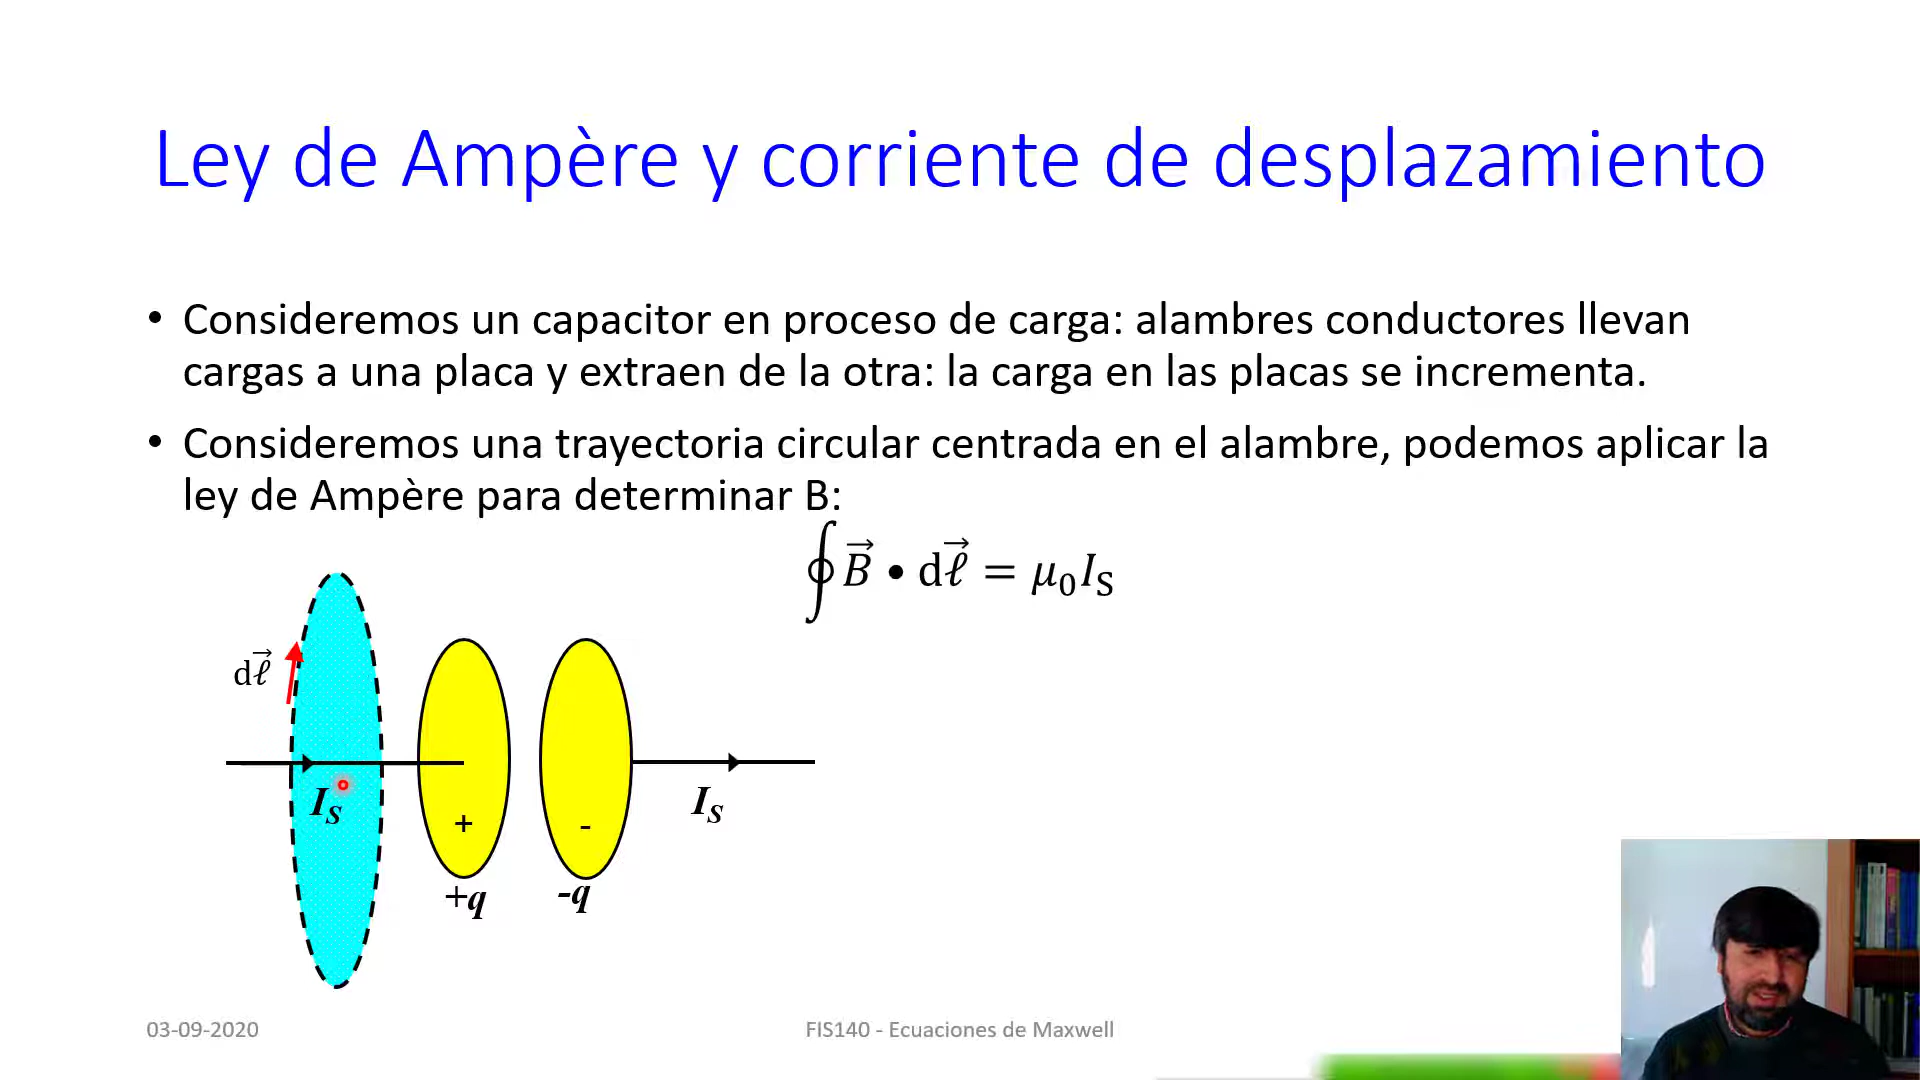 Ley de Ampère y corriente de desplazamiento
• Consideremos un capacitor en proceso de carga: alambres conductores llevan
cargas a una placa y extraen de la otra: la carga en las placas se incrementa.
• Consideremos una trayectoria circular centrada en el alambre, podemos aplicar la
ley de Ampère para determinar B:
∮ B⃗ • dℓ⃗ = μ₀I_S
dℓ⃗
I_S
I_S
+
-
+q
-q
03-09-2020
FIS140 - Ecuaciones de Maxwell